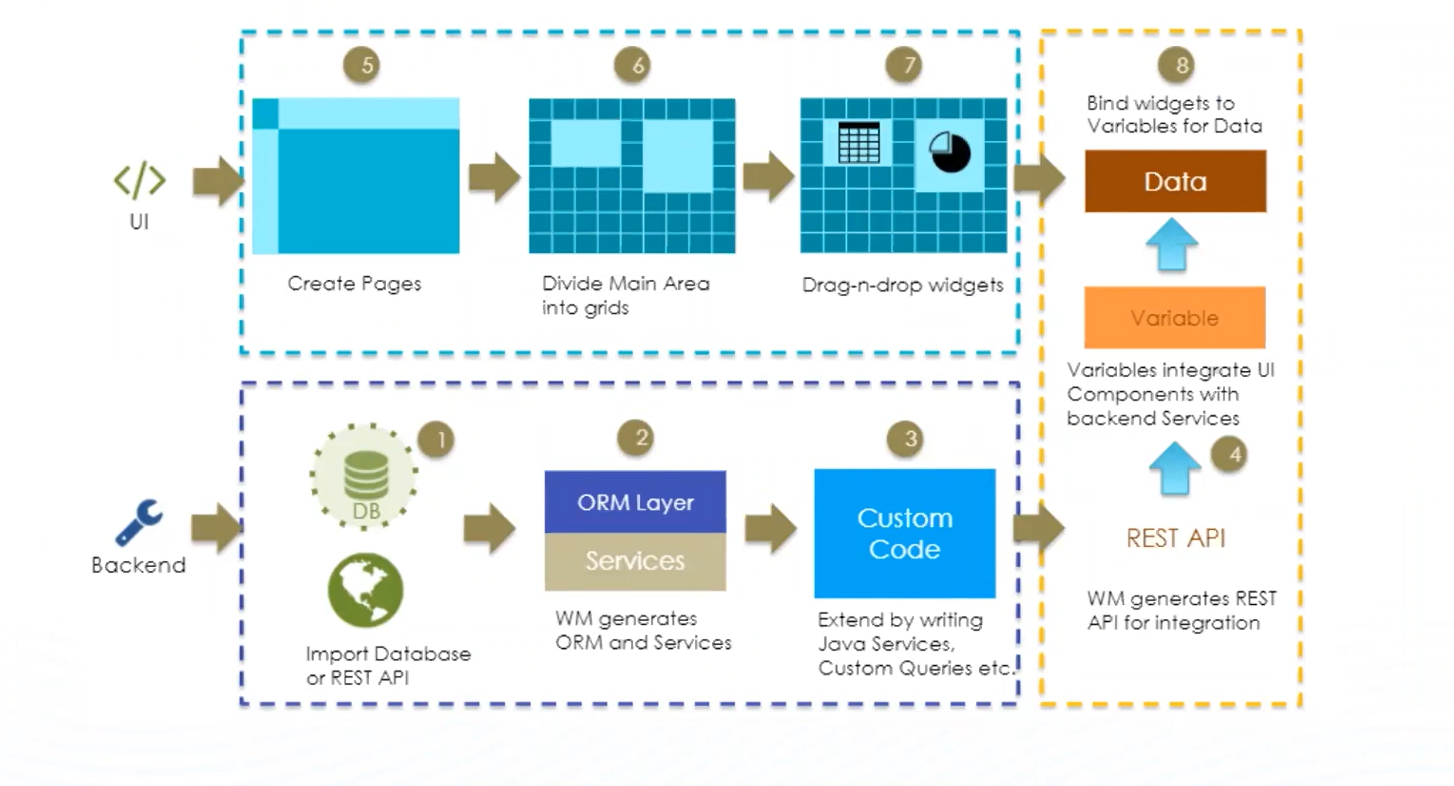 5
6
7
8
Bind widgets to
Variables for Data
Data
</>
UI
Create Pages
Divide Main Area
into grids
Drag-n-drop widgets
Variable
Variables integrate UI
Components with
backend Services
1
2
3
4
DB
ORM Layer
Services
Custom
Code
REST API
Backend
WM generates
ORM and Services
Extend by writing
Java Services,
Custom Queries etc.
WM generates REST
API for integration
Import Database
or REST API